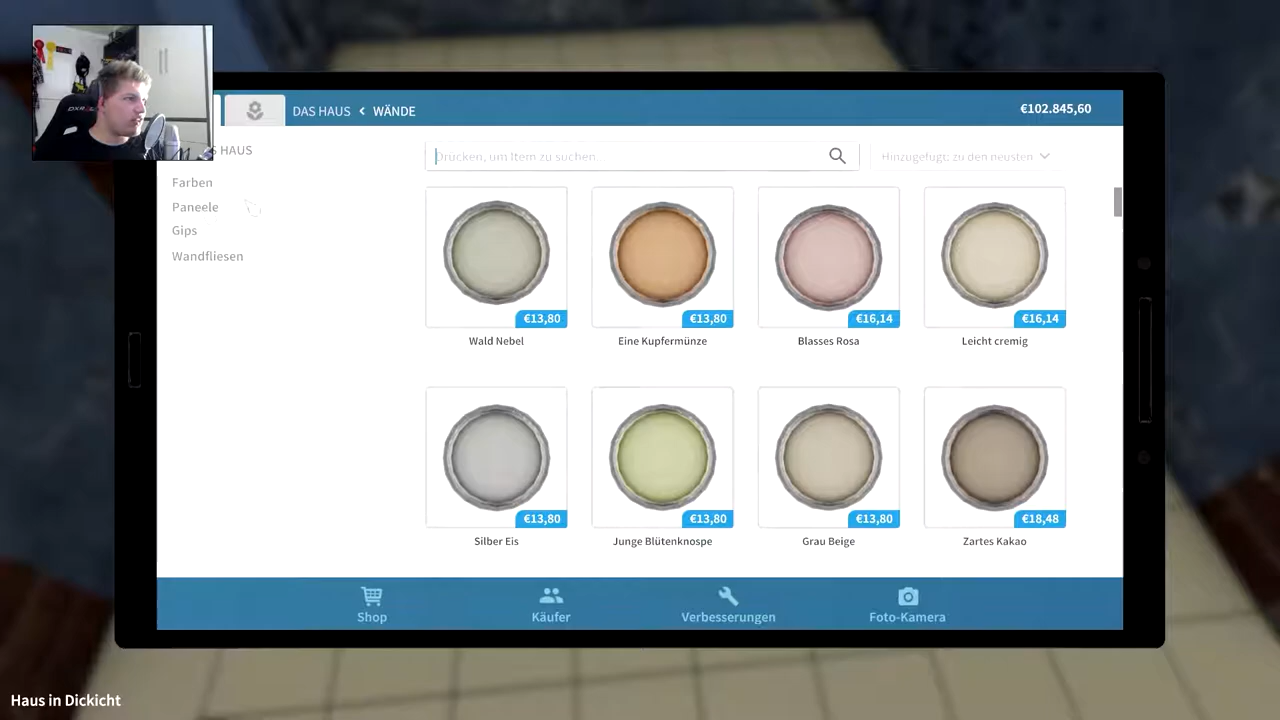 DXR
DAS HAUS < WÄNDE
€102.845,60
S HAUS
Drücken, um Item zu suchen...
Hinzugefügt: zu den neusten
Farben
Paneele
Gips
Wandfliesen
€13,80
€13,80
€16,14
€16,14
Wald Nebel
Eine Kupfermünze
Blasses Rosa
Leicht cremig
€13,80
€13,80
€13,80
€18,48
Silber Eis
Junge Blütenknospe
Grau Beige
Zartes Kakao
Shop
Käufer
Verbesserungen
Foto-Kamera
Haus in Dickicht